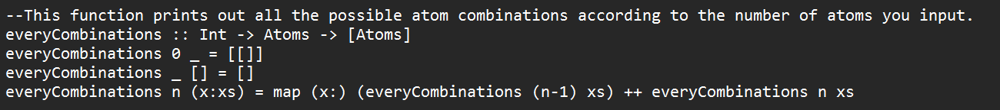 --This function prints out all the possible atom combinations according to the number of atoms you input.
everyCombinations :: Int -> Atoms -> [Atoms]
everyCombinations 0 _ = [[]]
everyCombinations _ [] = []
everyCombinations n (x:xs) = map (x:) (everyCombinations (n-1) xs) ++ everyCombinations n xs